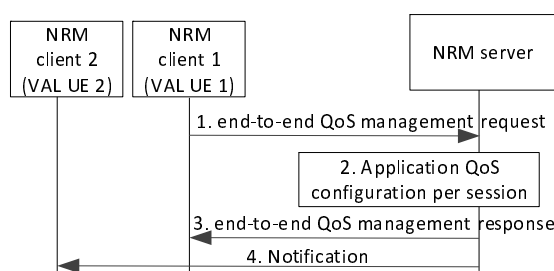 NRM
client 2
(VAL UE 2)
NRM
client 1
(VAL UE 1)
NRM server
1. end-to-end QoS management request
2. Application QoS
configuration per session
3. end-to-end QoS management response
4. Notification